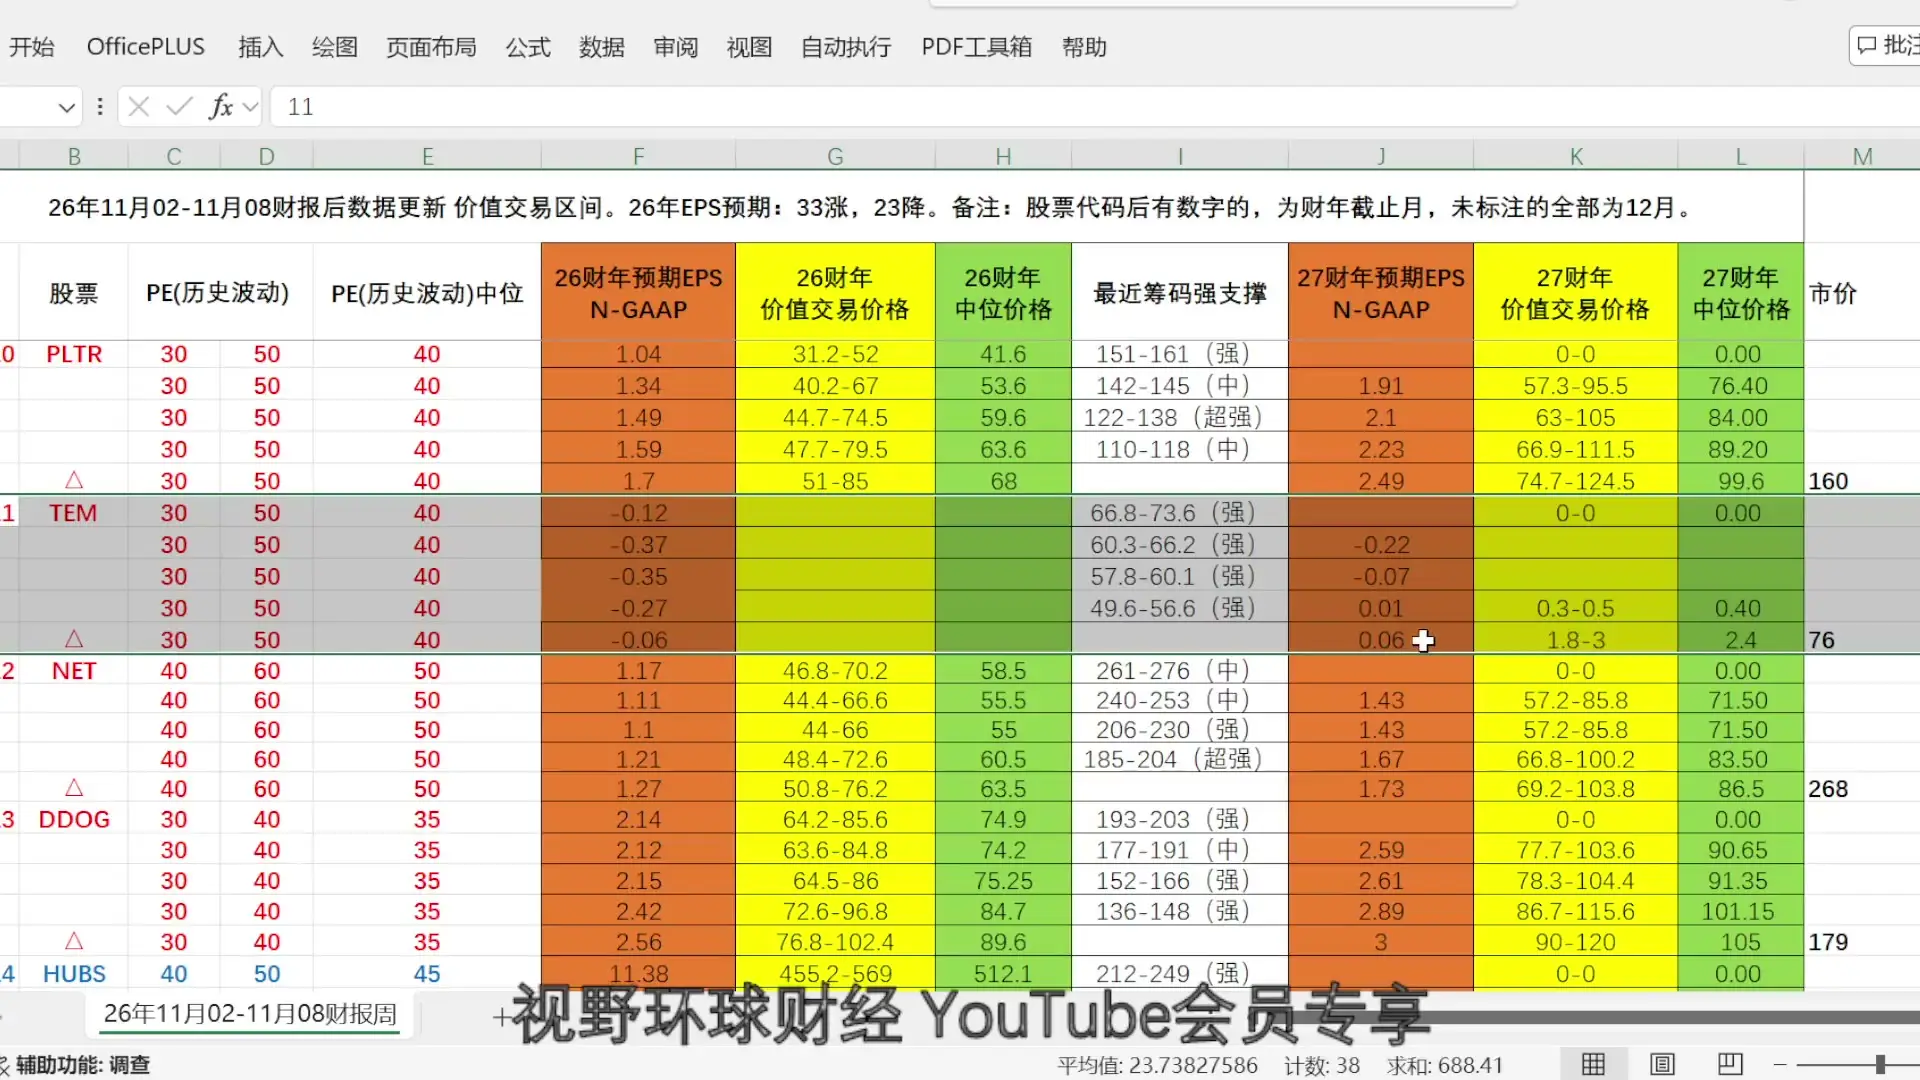 开始 OfficePLUS 插入 绘图 页面布局 公式 数据 审阅 视图 自动执行 PDF工具箱 帮助 批注
fx 11
B C D E F G H I J K L M
26年11月02-11月08财报后数据更新 价值交易区间。26年EPS预期：33涨，23降。备注：股票代码后有数字的，为财年截止月，未标注的全部为12月。
股票 PE(历史波动) PE(历史波动)中位 26财年预期EPS N-GAAP 26财年 价值交易价格 26财年 中位价格 最近筹码强支撑 27财年预期EPS N-GAAP 27财年 价值交易价格 27财年 中位价格 市价
0 PLTR 30 50 40 1.04 31.2-52 41.6 151-161（强） 0-0 0.00
30 50 40 1.34 40.2-67 53.6 142-145（中） 1.91 57.3-95.5 76.40
30 50 40 1.49 44.7-74.5 59.6 122-138（超强） 2.1 63-105 84.00
30 50 40 1.59 47.7-79.5 63.6 110-118（中） 2.23 66.9-111.5 89.20
△ 30 50 40 1.7 51-85 68 2.49 74.7-124.5 99.6 160
1 TEM 30 50 40 -0.12 66.8-73.6（强） 0-0 0.00
30 50 40 -0.37 60.3-66.2（强） -0.22
30 50 40 -0.35 57.8-60.1（强） -0.07
30 50 40 -0.27 49.6-56.6（强） 0.01 0.3-0.5 0.40
△ 30 50 40 -0.06 0.06 1.8-3 2.4 76
2 NET 40 60 50 1.17 46.8-70.2 58.5 261-276（中） 0-0 0.00
40 60 50 1.11 44.4-66.6 55.5 240-253（中） 1.43 57.2-85.8 71.50
40 60 50 1.1 44-66 55 206-230（强） 1.43 57.2-85.8 71.50
40 60 50 1.21 48.4-72.6 60.5 185-204（超强） 1.67 66.8-100.2 83.50
△ 40 60 50 1.27 50.8-76.2 63.5 1.73 69.2-103.8 86.5 268
3 DDOG 30 40 35 2.14 64.2-85.6 74.9 193-203（强） 0-0 0.00
30 40 35 2.12 63.6-84.8 74.2 177-191（中） 2.59 77.7-103.6 90.65
30 40 35 2.15 64.5-86 75.25 152-166（强） 2.61 78.3-104.4 91.35
30 40 35 2.42 72.6-96.8 84.7 136-148（强） 2.89 86.7-115.6 101.15
△ 30 40 35 2.56 76.8-102.4 89.6 3 90-120 105 179
4 HUBS 40 50 45 11.38 455.2-569 512.1 212-249（强） 0-0 0.00
26年11月02-11月08财报周
视野环球财经 YouTube会员专享
辅助功能: 调查 平均值: 23.73827586 计数: 38 求和: 688.41